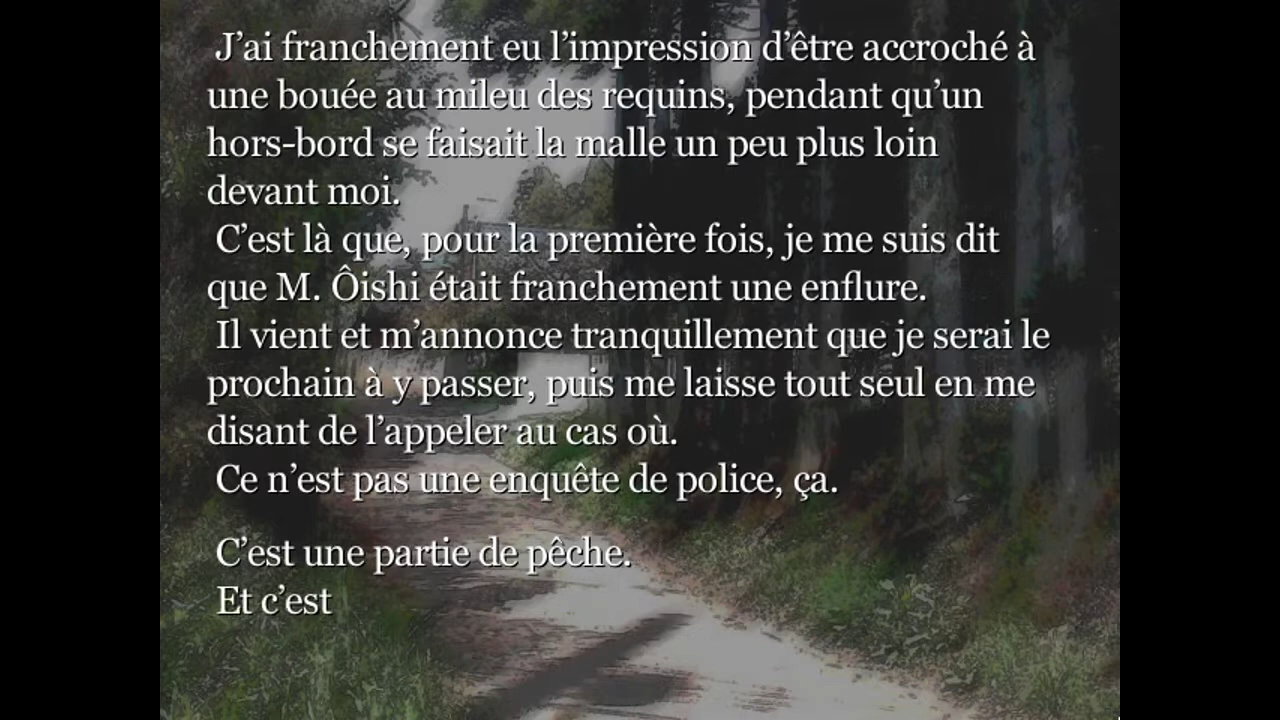 J’ai franchement eu l’impression d’être accroché à
une bouée au mileu des requins, pendant qu’un
hors-bord se faisait la malle un peu plus loin
devant moi.
C’est là que, pour la première fois, je me suis dit
que M. Ôishi était franchement une enflure.
Il vient et m’annonce tranquillement que je serai le
prochain à y passer, puis me laisse tout seul en me
disant de l’appeler au cas où.
Ce n’est pas une enquête de police, ça.
C’est une partie de pêche.
Et c’est